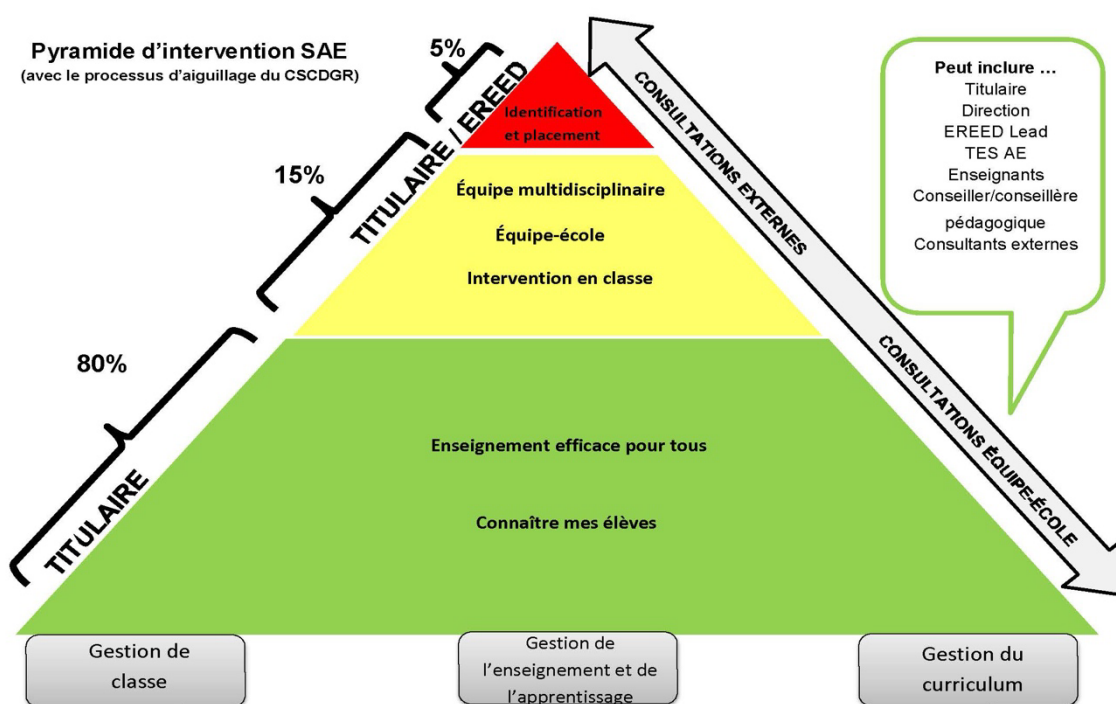 Pyramide d'intervention SAE
(avec le processus d'aiguillage du CSCDGR)
5%
15%
80%
TITULAIRE / EREED
TITULAIRE
Identification
et placement
Équipe multidisciplinaire
Équipe-école
Intervention en classe
Enseignement efficace pour tous
Connaître mes élèves
CONSULTATIONS EXTERNES
CONSULTATIONS ÉQUIPE-ÉCOLE
Peut inclure …
Titulaire
Direction
EREED Lead
TES AE
Enseignants
Conseiller/conseillère
pédagogique
Consultants externes
Gestion de
classe
Gestion de
l'enseignement et de
l'apprentissage
Gestion du
curriculum